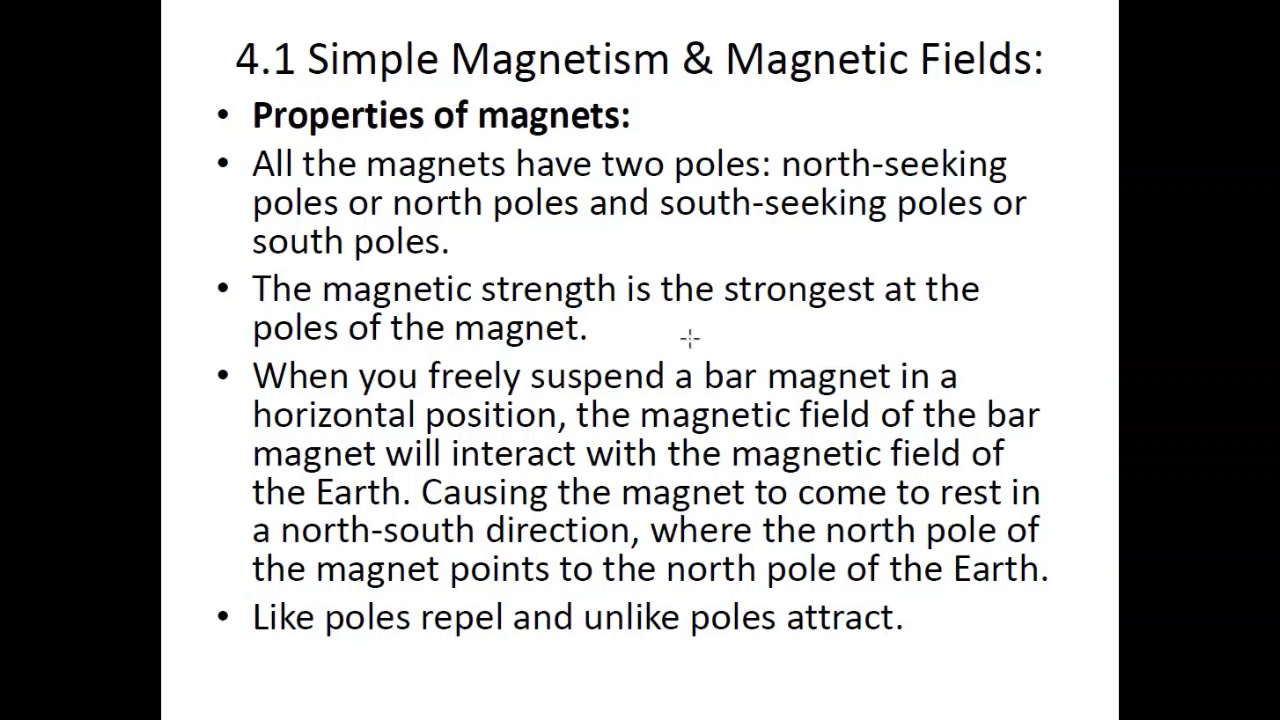 4.1 Simple Magnetism & Magnetic Fields:
• Properties of magnets:
• All the magnets have two poles: north-seeking
poles or north poles and south-seeking poles or
south poles.
• The magnetic strength is the strongest at the
poles of the magnet.
• When you freely suspend a bar magnet in a
horizontal position, the magnetic field of the bar
magnet will interact with the magnetic field of
the Earth. Causing the magnet to come to rest in
a north-south direction, where the north pole of
the magnet points to the north pole of the Earth.
• Like poles repel and unlike poles attract.